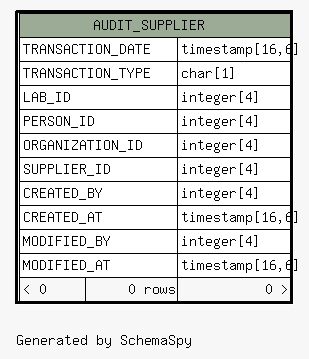 AUDIT_SUPPLIER
TRANSACTION_DATE timestamp[16,6]
TRANSACTION_TYPE char[1]
LAB_ID integer[4]
PERSON_ID integer[4]
ORGANIZATION_ID integer[4]
SUPPLIER_ID integer[4]
CREATED_BY integer[4]
CREATED_AT timestamp[16,6]
MODIFIED_BY integer[4]
MODIFIED_AT timestamp[16,6]
< 0 0 rows 0 >
Generated by SchemaSpy